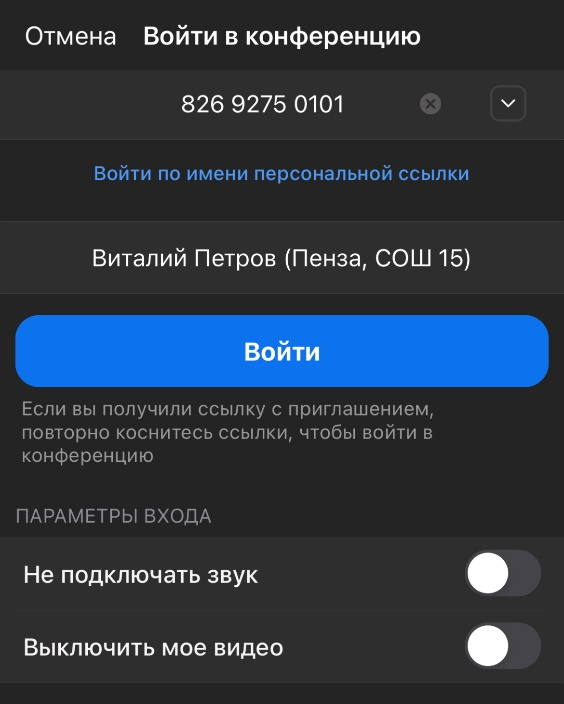 Отмена Войти в конференцию
826 9275 0101
Войти по имени персональной ссылки
Виталий Петров (Пенза, СОШ 15)
Войти
Если вы получили ссылку с приглашением,
повторно коснитесь ссылки, чтобы войти в
конференцию
ПАРАМЕТРЫ ВХОДА
Не подключать звук
Выключить мое видео